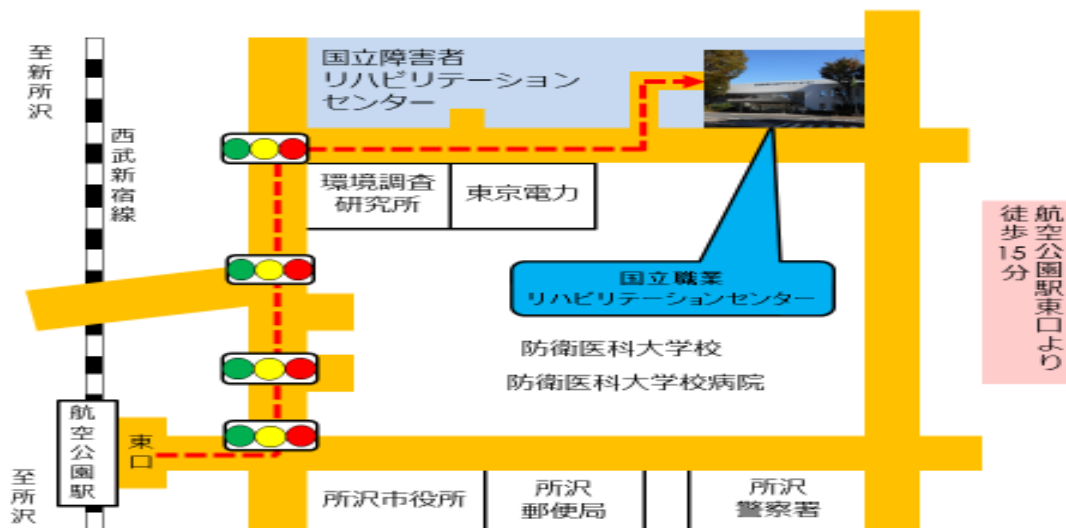 至新所沢
西武新宿線
国立障害者
リハビリテーション
センター
環境調査
研究所
東京電力
国立職業
リハビリテーションセンター
航空公園駅東口より
徒歩15分
防衛医科大学校
防衛医科大学校病院
航空公園駅
東口
至所沢
所沢市役所
所沢
郵便局
所沢
警察署